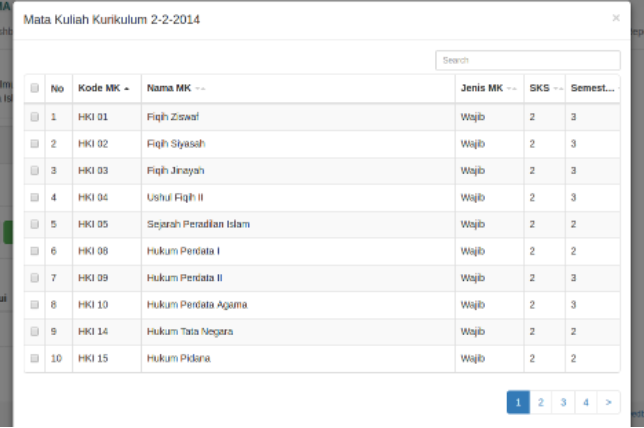 Mata Kuliah Kurikulum 2-2-2014 ×
Search
No Kode MK Nama MK Jenis MK SKS Semest...
1 HKI 01 Fiqih Ziswaf Wajib 2 3
2 HKI 02 Fiqih Siyasah Wajib 2 3
3 HKI 03 Fiqih Jinayah Wajib 2 3
4 HKI 04 Ushul Fiqih II Wajib 2 3
5 HKI 05 Sejarah Peradilan Islam Wajib 2 2
6 HKI 08 Hukum Perdata I Wajib 2 2
7 HKI 09 Hukum Perdata II Wajib 2 3
8 HKI 10 Hukum Perdata Agama Wajib 2 3
9 HKI 14 Hukum Tata Negara Wajib 2 2
10 HKI 15 Hukum Pidana Wajib 2 2
1 2 3 4 >